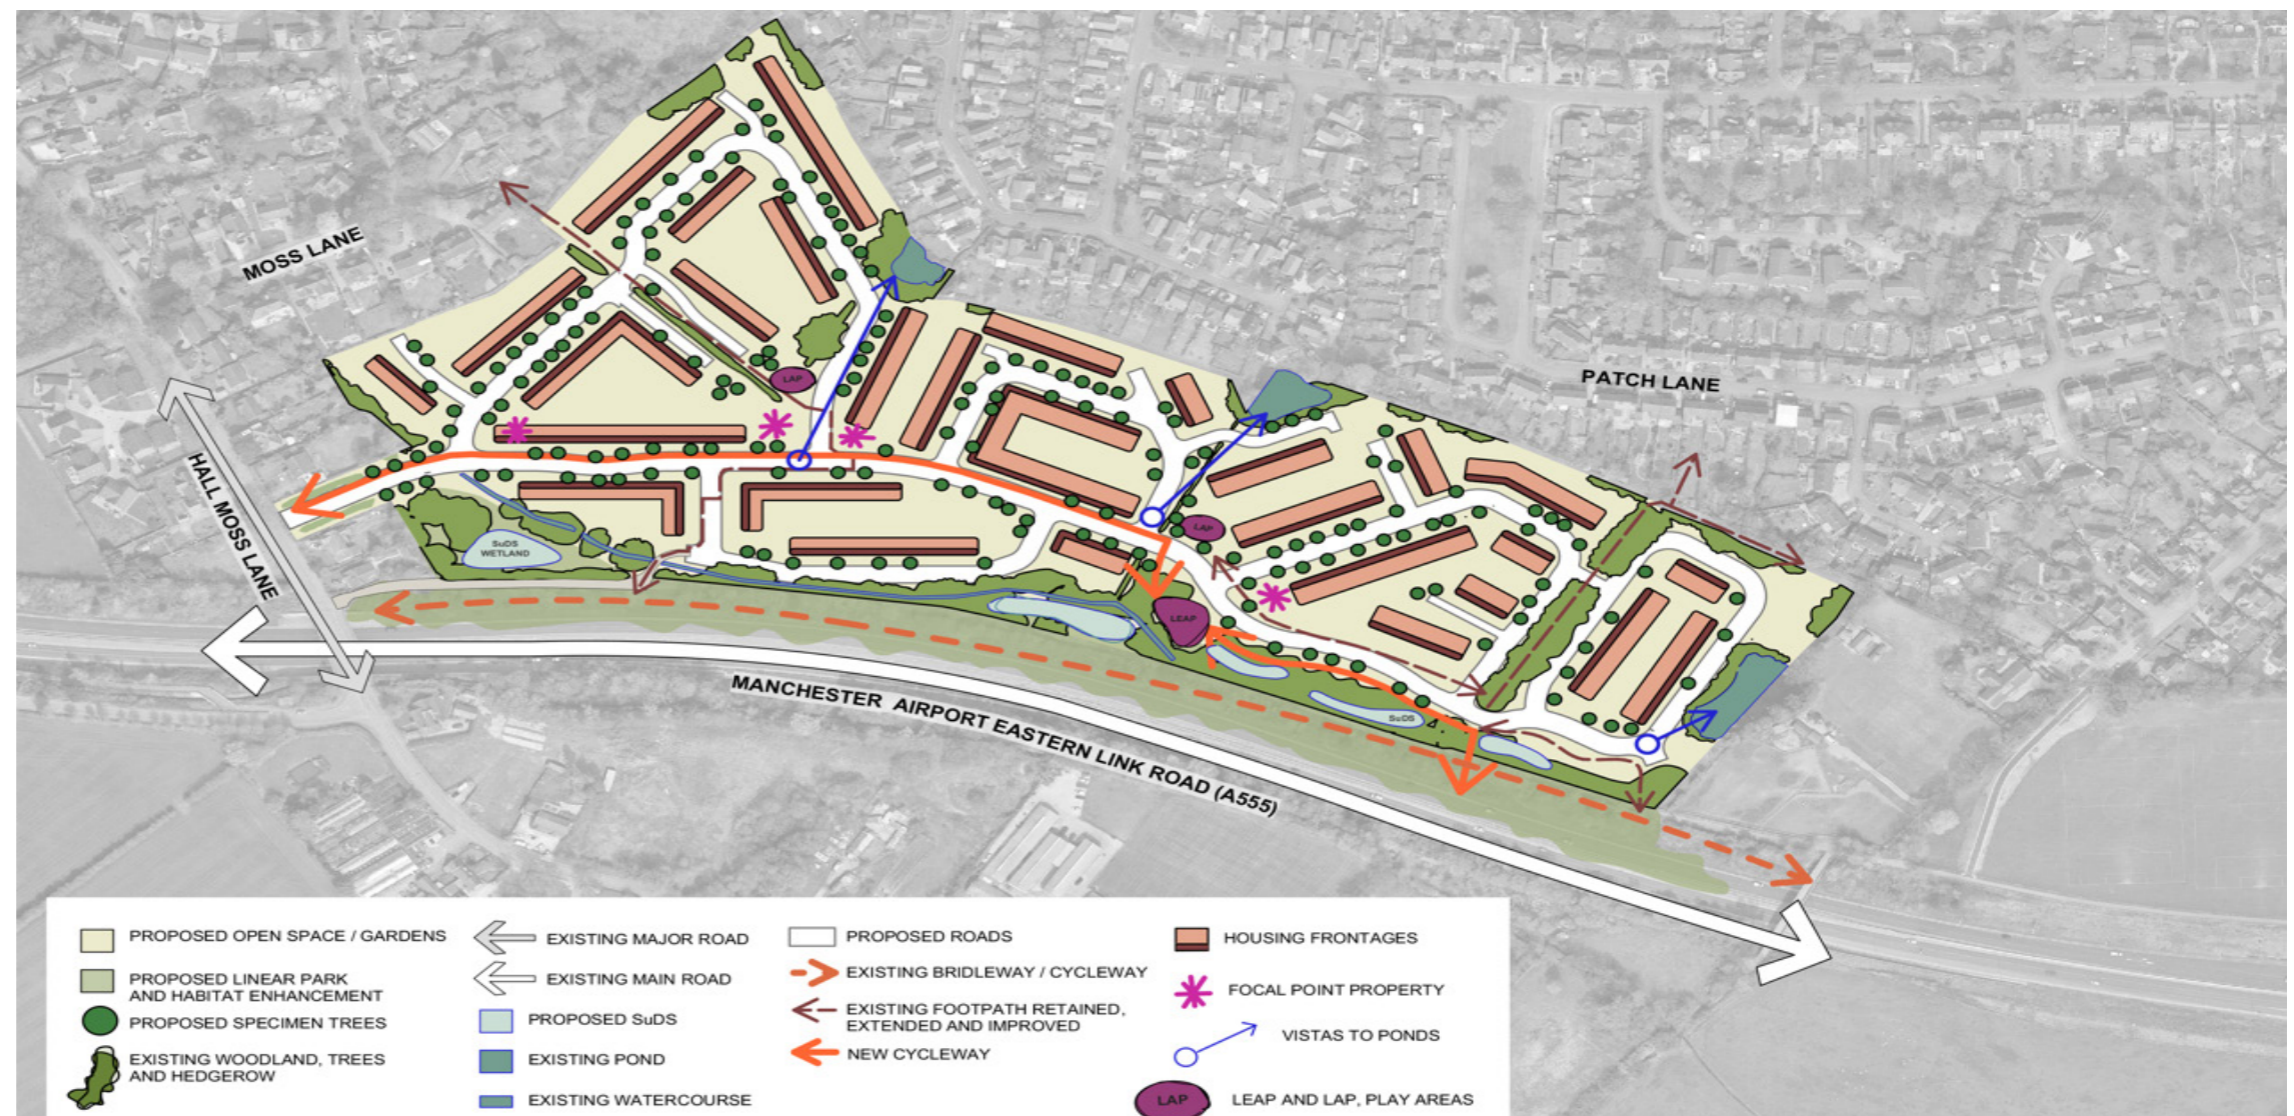 MOSS LANE
PATCH LANE
LAP
HALL MOSS LANE
SuDS
WETLAND
LAP
LEAP
SuDS
MANCHESTER AIRPORT EASTERN LINK ROAD (A555)
PROPOSED OPEN SPACE / GARDENS
PROPOSED LINEAR PARK
AND HABITAT ENHANCEMENT
PROPOSED SPECIMEN TREES
EXISTING WOODLAND, TREES
AND HEDGEROW
EXISTING MAJOR ROAD
EXISTING MAIN ROAD
PROPOSED SuDS
EXISTING POND
EXISTING WATERCOURSE
PROPOSED ROADS
EXISTING BRIDLEWAY / CYCLEWAY
EXISTING FOOTPATH RETAINED,
EXTENDED AND IMPROVED
NEW CYCLEWAY
HOUSING FRONTAGES
FOCAL POINT PROPERTY
VISTAS TO PONDS
LAP
LEAP AND LAP, PLAY AREAS